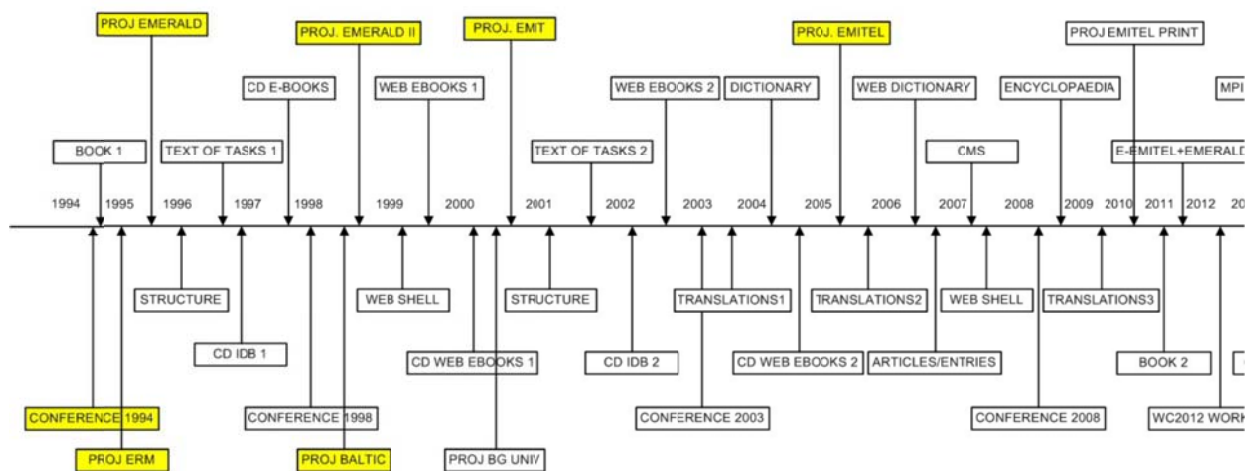 PROJ EMERALD
PROJ. EMERALD II
PROJ. EMIT
PROJ. EMITEL
PROJ EMITEL PRINT
CD E-BOOKS
WEB EBOOKS 1
WEB EBOOKS 2
DICTIONARY
WEB DICTIONARY
ENCYCLOPAEDIA
MPI
BOOK 1
TEXT OF TASKS 1
TEXT OF TASKS 2
CMS
E-EMITEL+EMERALD
1994 1995 1996 1997 1998 1999 2000 2001 2002 2003 2004 2005 2006 2007 2008 2009 2010 2011 2012 20
STRUCTURE
WEB SHELL
STRUCTURE
TRANSLATIONS1
TRANSLATIONS2
WEB SHELL
TRANSLATIONS3
CD IDB 1
CD WEB EBOOKS 1
CD IDB 2
CD WEB EBOOKS 2
ARTICLES/ENTRIES
BOOK 2
CONFERENCE 1994
CONFERENCE 1998
CONFERENCE 2003
CONFERENCE 2008
WC2012 WORK
PROJ ERM
PROJ BALTIC
PROJ BG UNIV